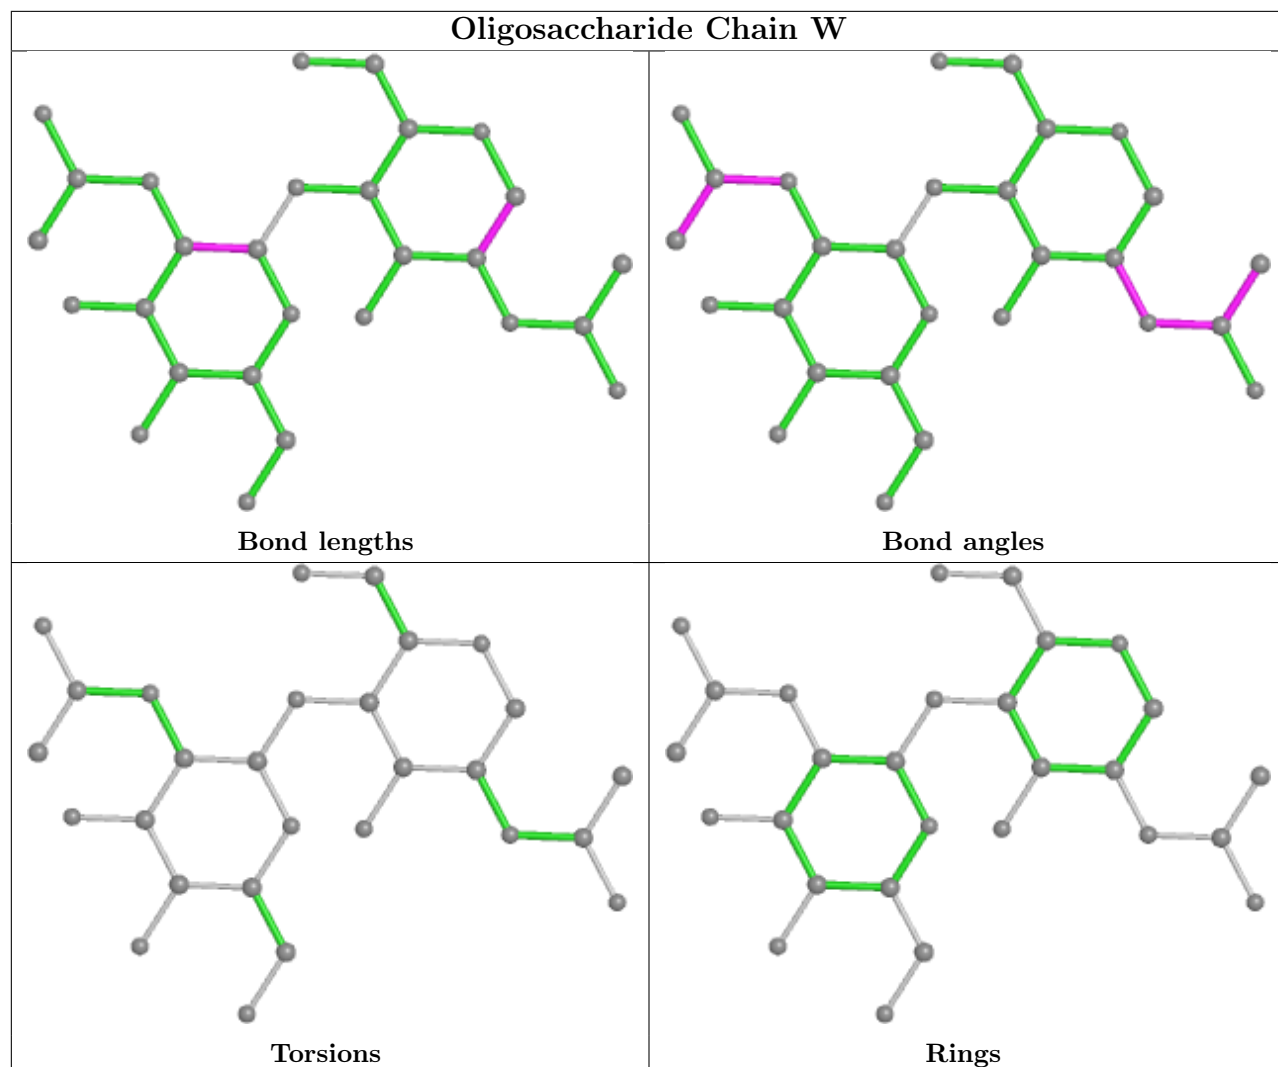 Oligosaccharide Chain W
Bond lengths
Bond angles
Torsions
Rings